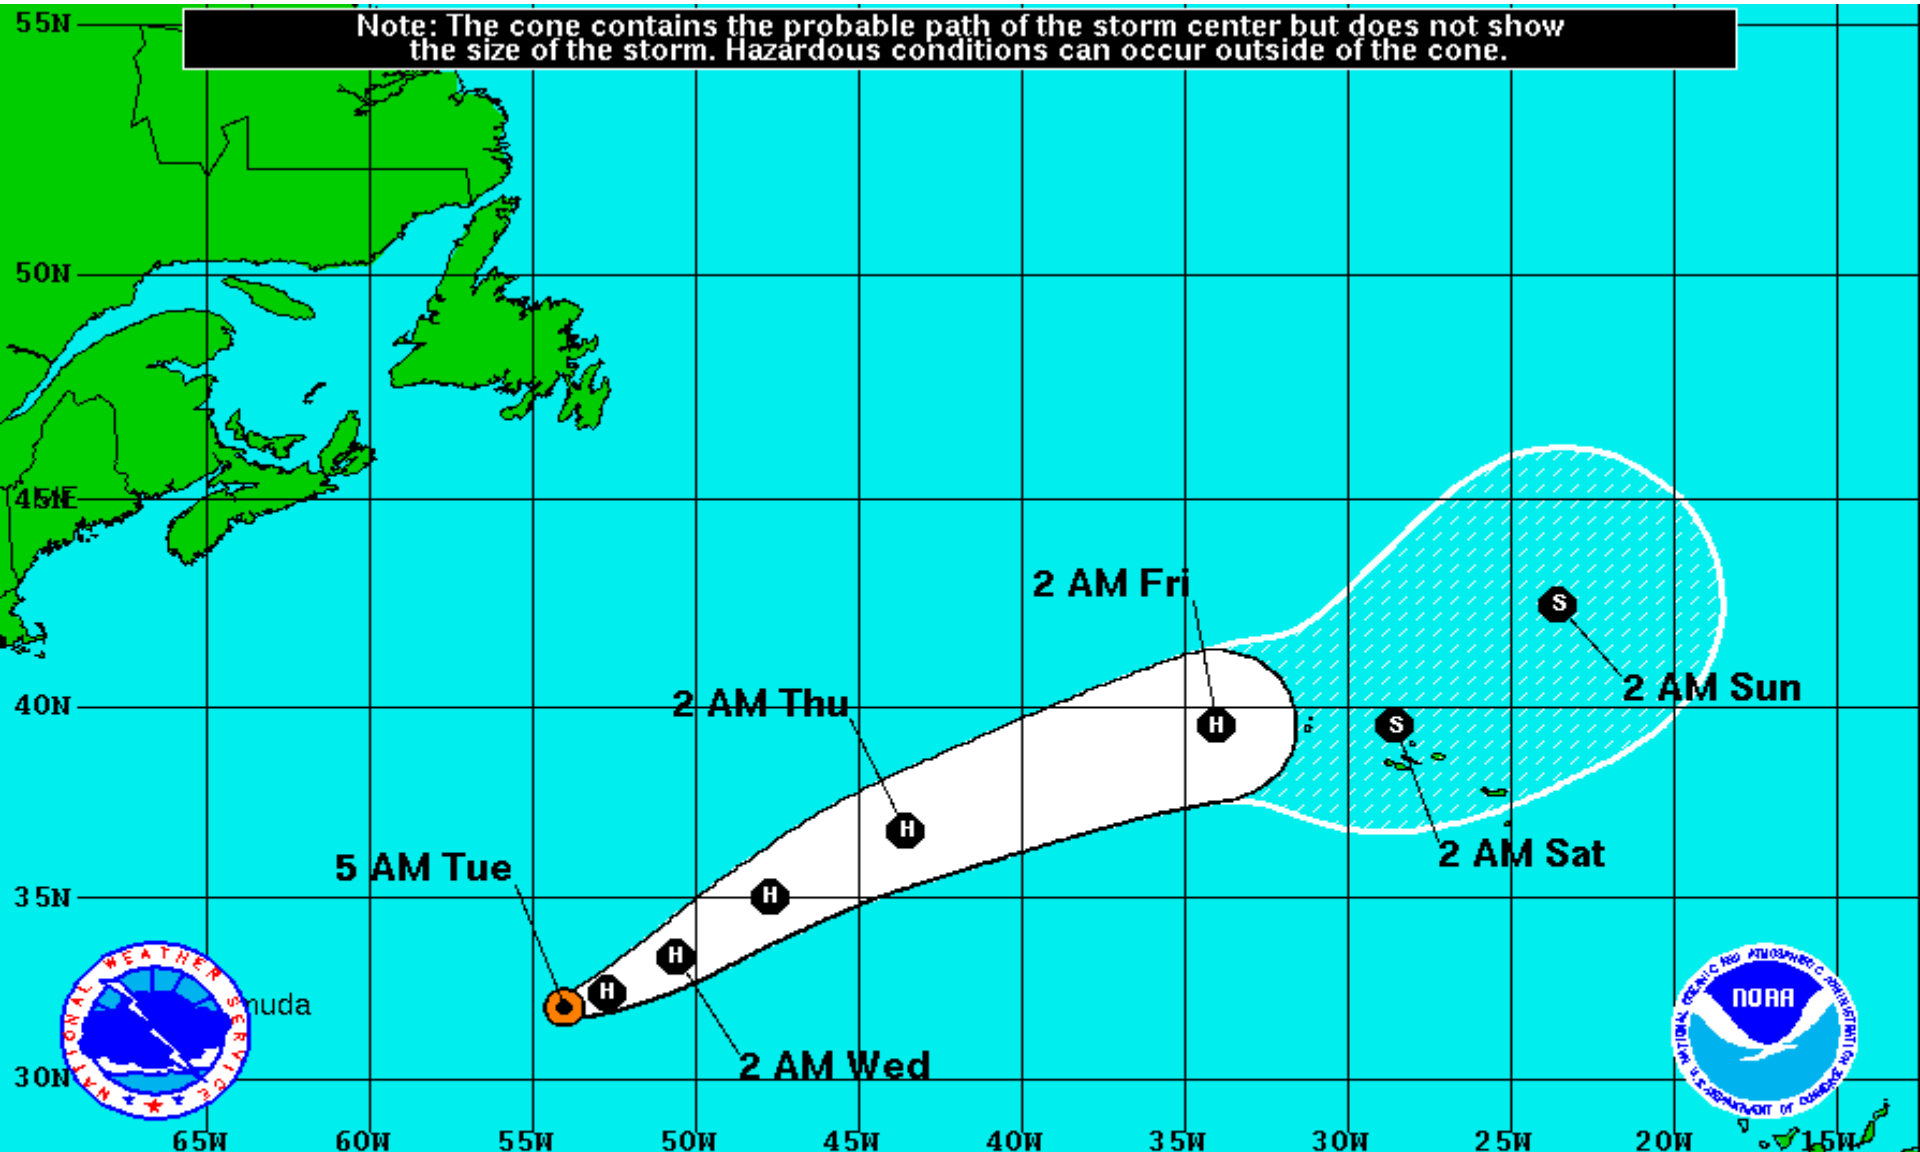 Note: The cone contains the probable path of the storm center but does not show
the size of the storm. Hazardous conditions can occur outside of the cone.
55N
50N
45
E
2 AM Fri
S
2 AM Sun
40N
2 AM Thu
H
S
H
2 AM Sat
5 AM Tue
35N
H
H
H
NATIONAL WEATHER SERVICE
muda
NOAA
2 AM Wed
30N
65W 60W 55W 50W 45W 40W 35W 30W 25W 20W 15W